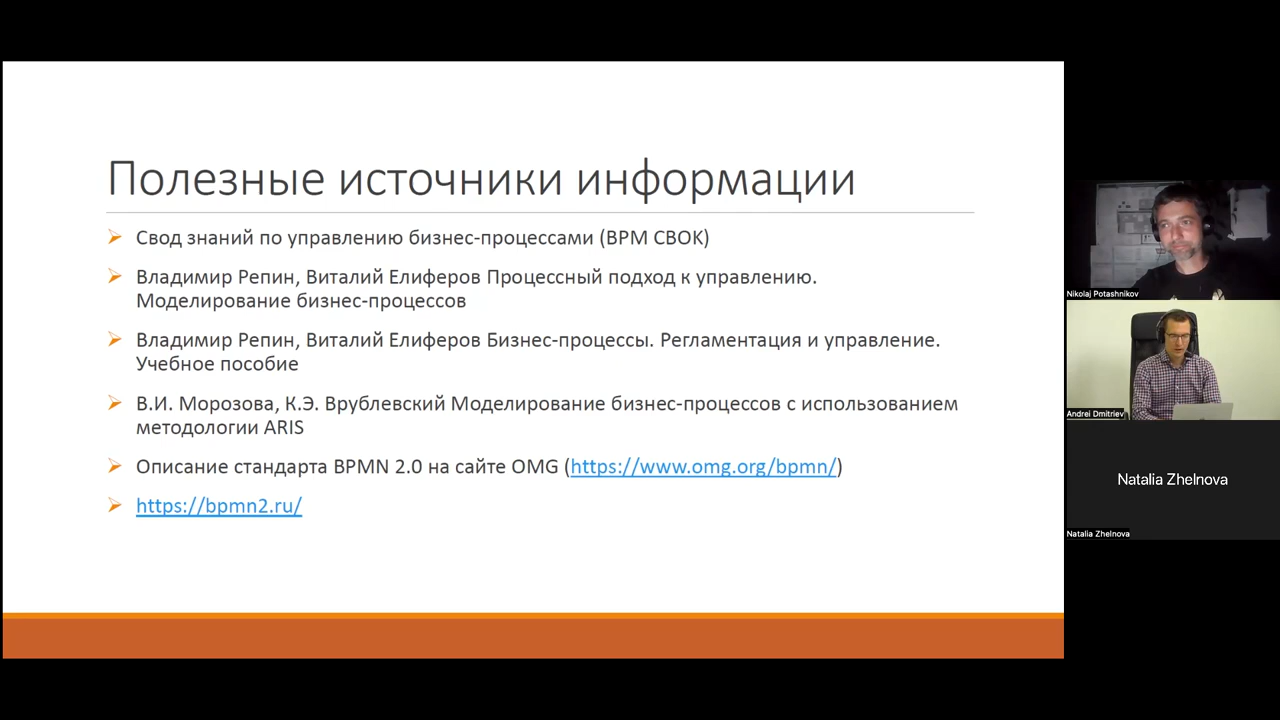 Полезные источники информации
Свод знаний по управлению бизнес-процессами (BPM CBOK)
Владимир Репин, Виталий Елиферов Процессный подход к управлению.
Моделирование бизнес-процессов
Владимир Репин, Виталий Елиферов Бизнес-процессы. Регламентация и управление.
Учебное пособие
В.И. Морозова, К.Э. Врублевский Моделирование бизнес-процессов с использованием
методологии ARIS
Описание стандарта BPMN 2.0 на сайте OMG (https://www.omg.org/bpmn/)
https://bpmn2.ru/
Nikolaj Potashnikov
Andrei Dmitriev
Natalia Zhelnova
Natalia Zhelnova